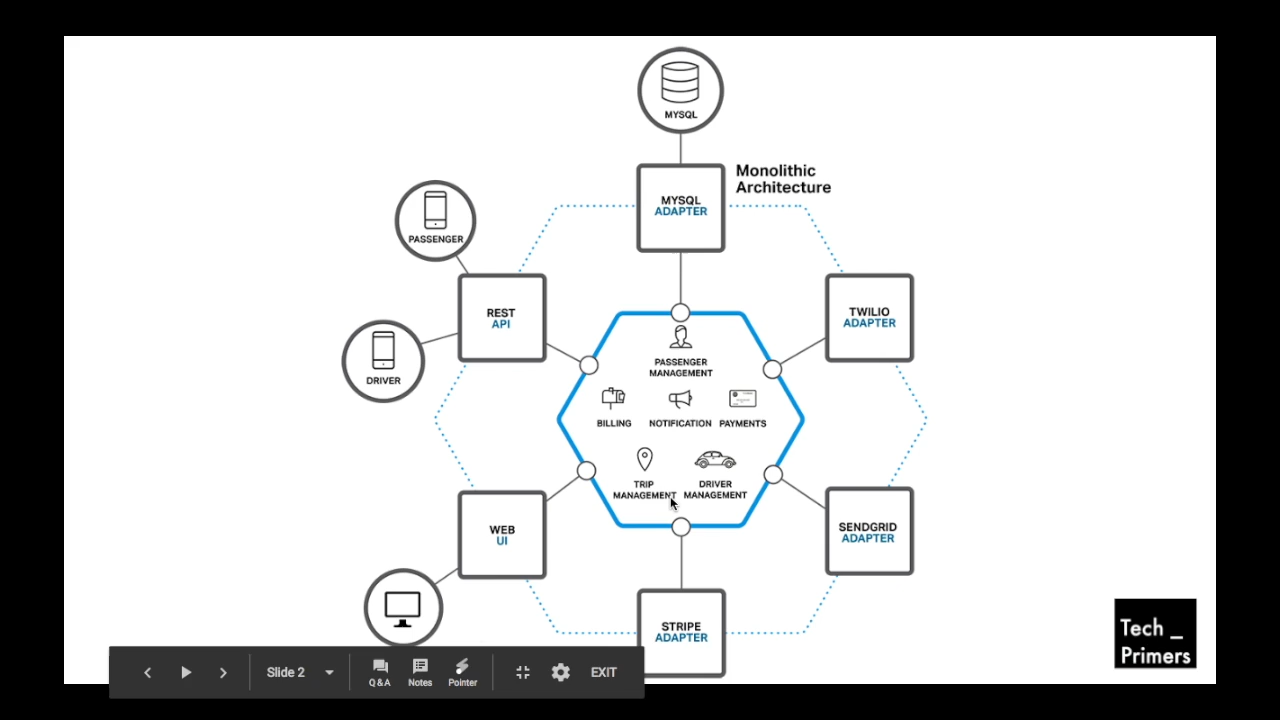 MYSQL
Monolithic
Architecture
MYSQL
ADAPTER
PASSENGER
REST
API
TWILIO
ADAPTER
DRIVER
PASSENGER
MANAGEMENT
BILLING
NOTIFICATION
PAYMENTS
TRIP
MANAGEMENT
DRIVER
MANAGEMENT
WEB
UI
SENDGRID
ADAPTER
STRIPE
ADAPTER
Tech _
Primers
Slide 2
Q&A
Notes
Pointer
EXIT